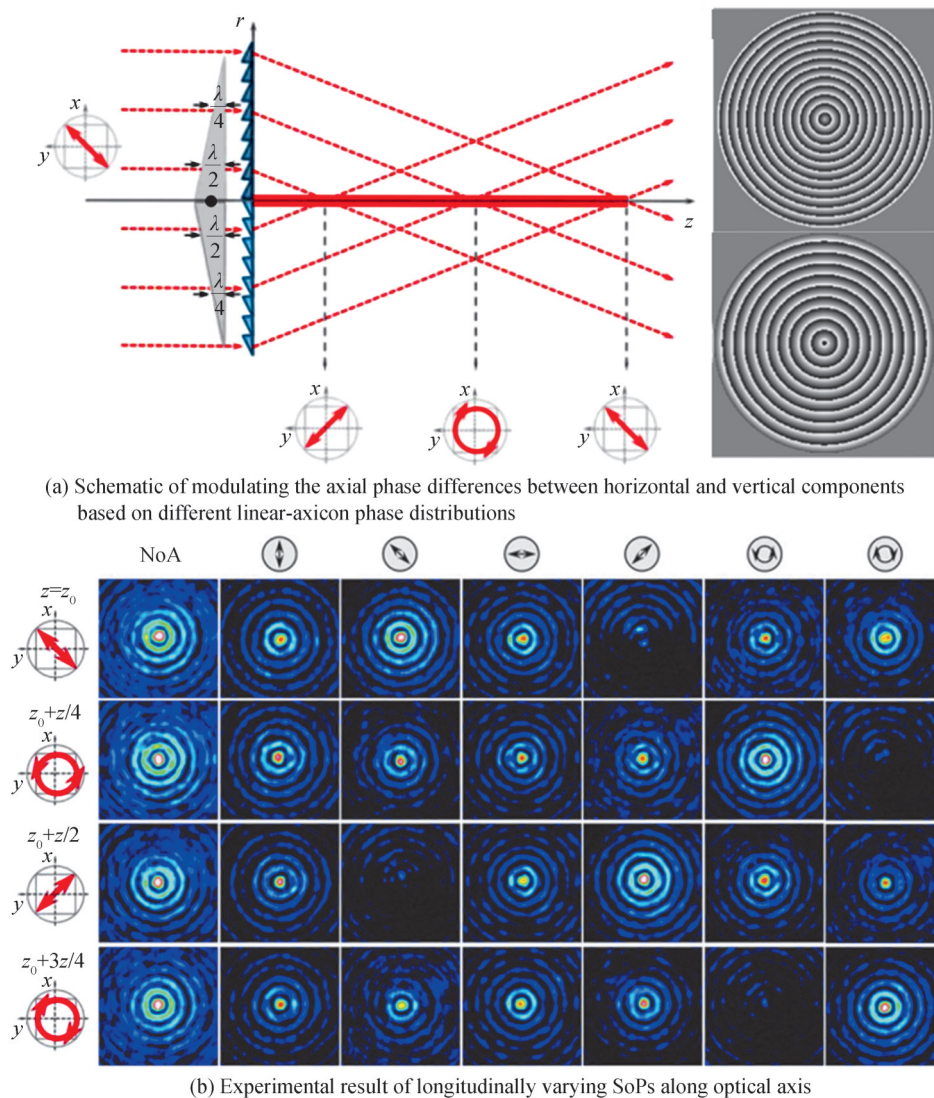 r
x
y
λ/4
λ/2
z
λ/2
λ/4
x
y
x
y
x
y
(a) Schematic of modulating the axial phase differences between horizontal and vertical components
based on different linear-axicon phase distributions
NoA
z=z₀
x
y
z₀+z/4
x
y
z₀+z/2
x
y
z₀+3z/4
x
y
(b) Experimental result of longitudinally varying SoPs along optical axis